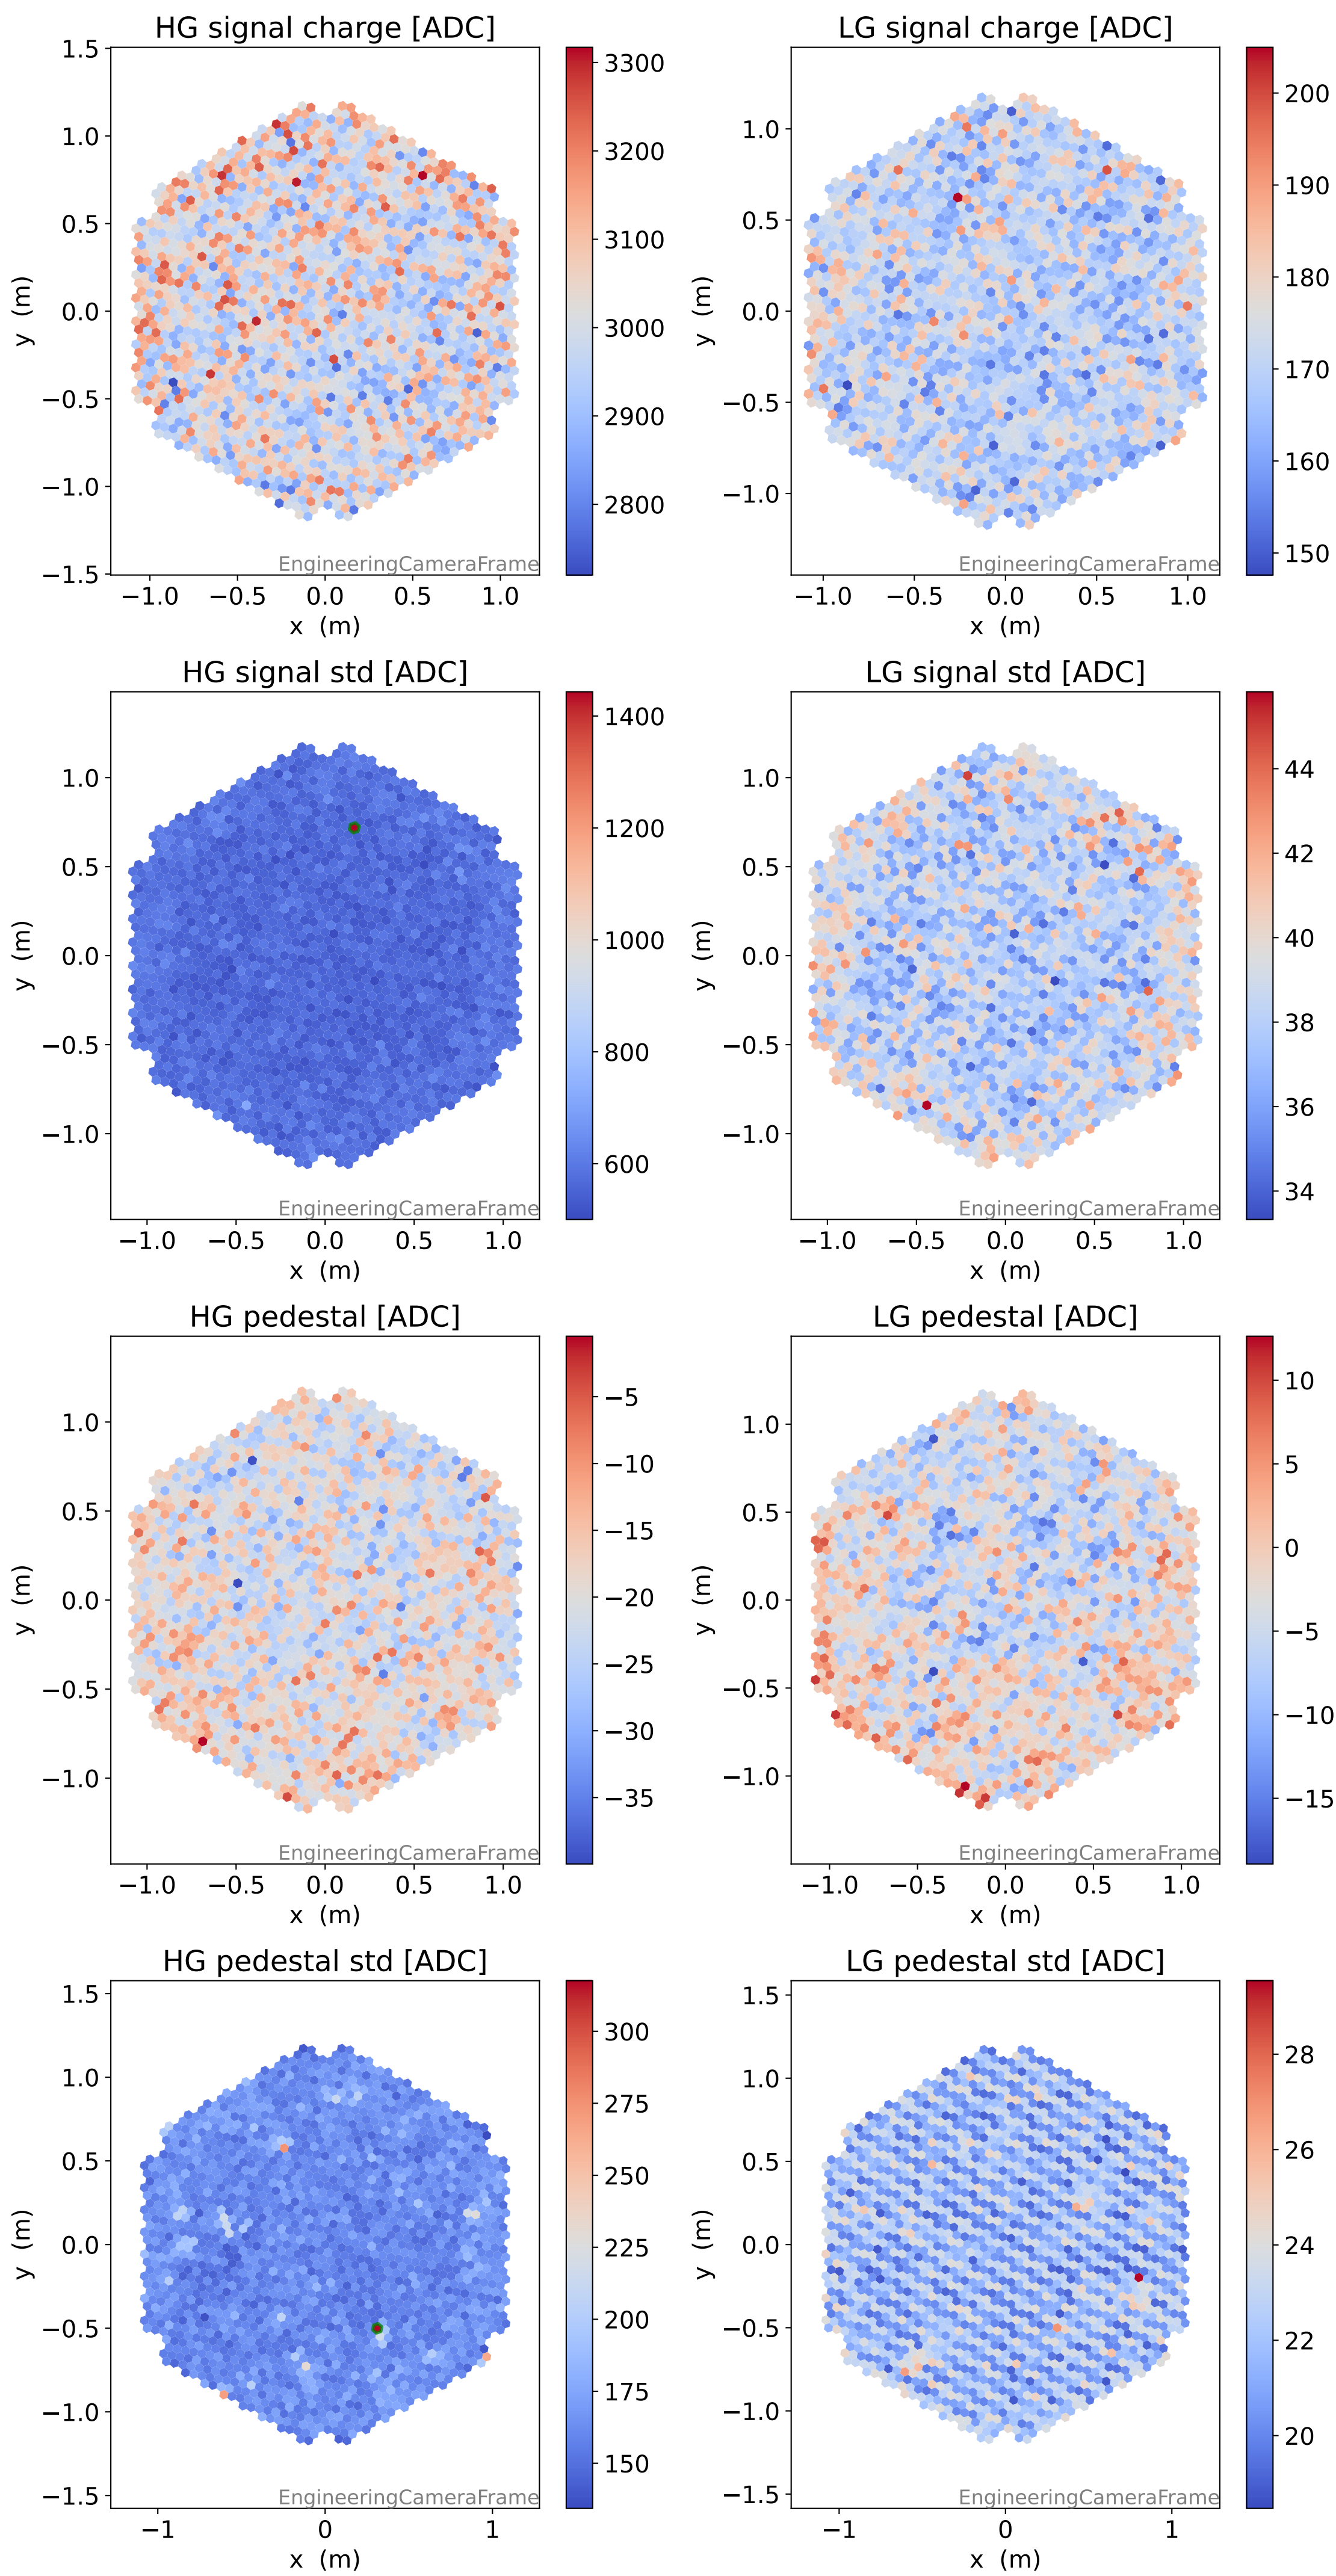 HG signal charge [ADC]
1.5
1.0
0.5
0.0
−0.5
−1.0
−1.5
y (m)
−1.0 −0.5 0.0 0.5 1.0
x (m)
EngineeringCameraFrame
3300
3200
3100
3000
2900
2800
LG signal charge [ADC]
1.0
0.5
0.0
−0.5
−1.0
y (m)
−1.0 −0.5 0.0 0.5 1.0
x (m)
EngineeringCameraFrame
200
190
180
170
160
150
HG signal std [ADC]
1.0
0.5
0.0
−0.5
−1.0
y (m)
−1.0 −0.5 0.0 0.5 1.0
x (m)
EngineeringCameraFrame
1400
1200
1000
800
600
LG signal std [ADC]
1.0
0.5
0.0
−0.5
−1.0
y (m)
−1.0 −0.5 0.0 0.5 1.0
x (m)
EngineeringCameraFrame
44
42
40
38
36
34
HG pedestal [ADC]
1.0
0.5
0.0
−0.5
−1.0
y (m)
−1.0 −0.5 0.0 0.5 1.0
x (m)
EngineeringCameraFrame
−5
−10
−15
−20
−25
−30
−35
LG pedestal [ADC]
1.0
0.5
0.0
−0.5
−1.0
y (m)
−1.0 −0.5 0.0 0.5 1.0
x (m)
EngineeringCameraFrame
10
5
0
−5
−10
−15
HG pedestal std [ADC]
1.5
1.0
0.5
0.0
−0.5
−1.0
−1.5
y (m)
−1 0 1
x (m)
EngineeringCameraFrame
300
275
250
225
200
175
150
LG pedestal std [ADC]
1.5
1.0
0.5
0.0
−0.5
−1.0
−1.5
y (m)
−1 0 1
x (m)
EngineeringCameraFrame
28
26
24
22
20